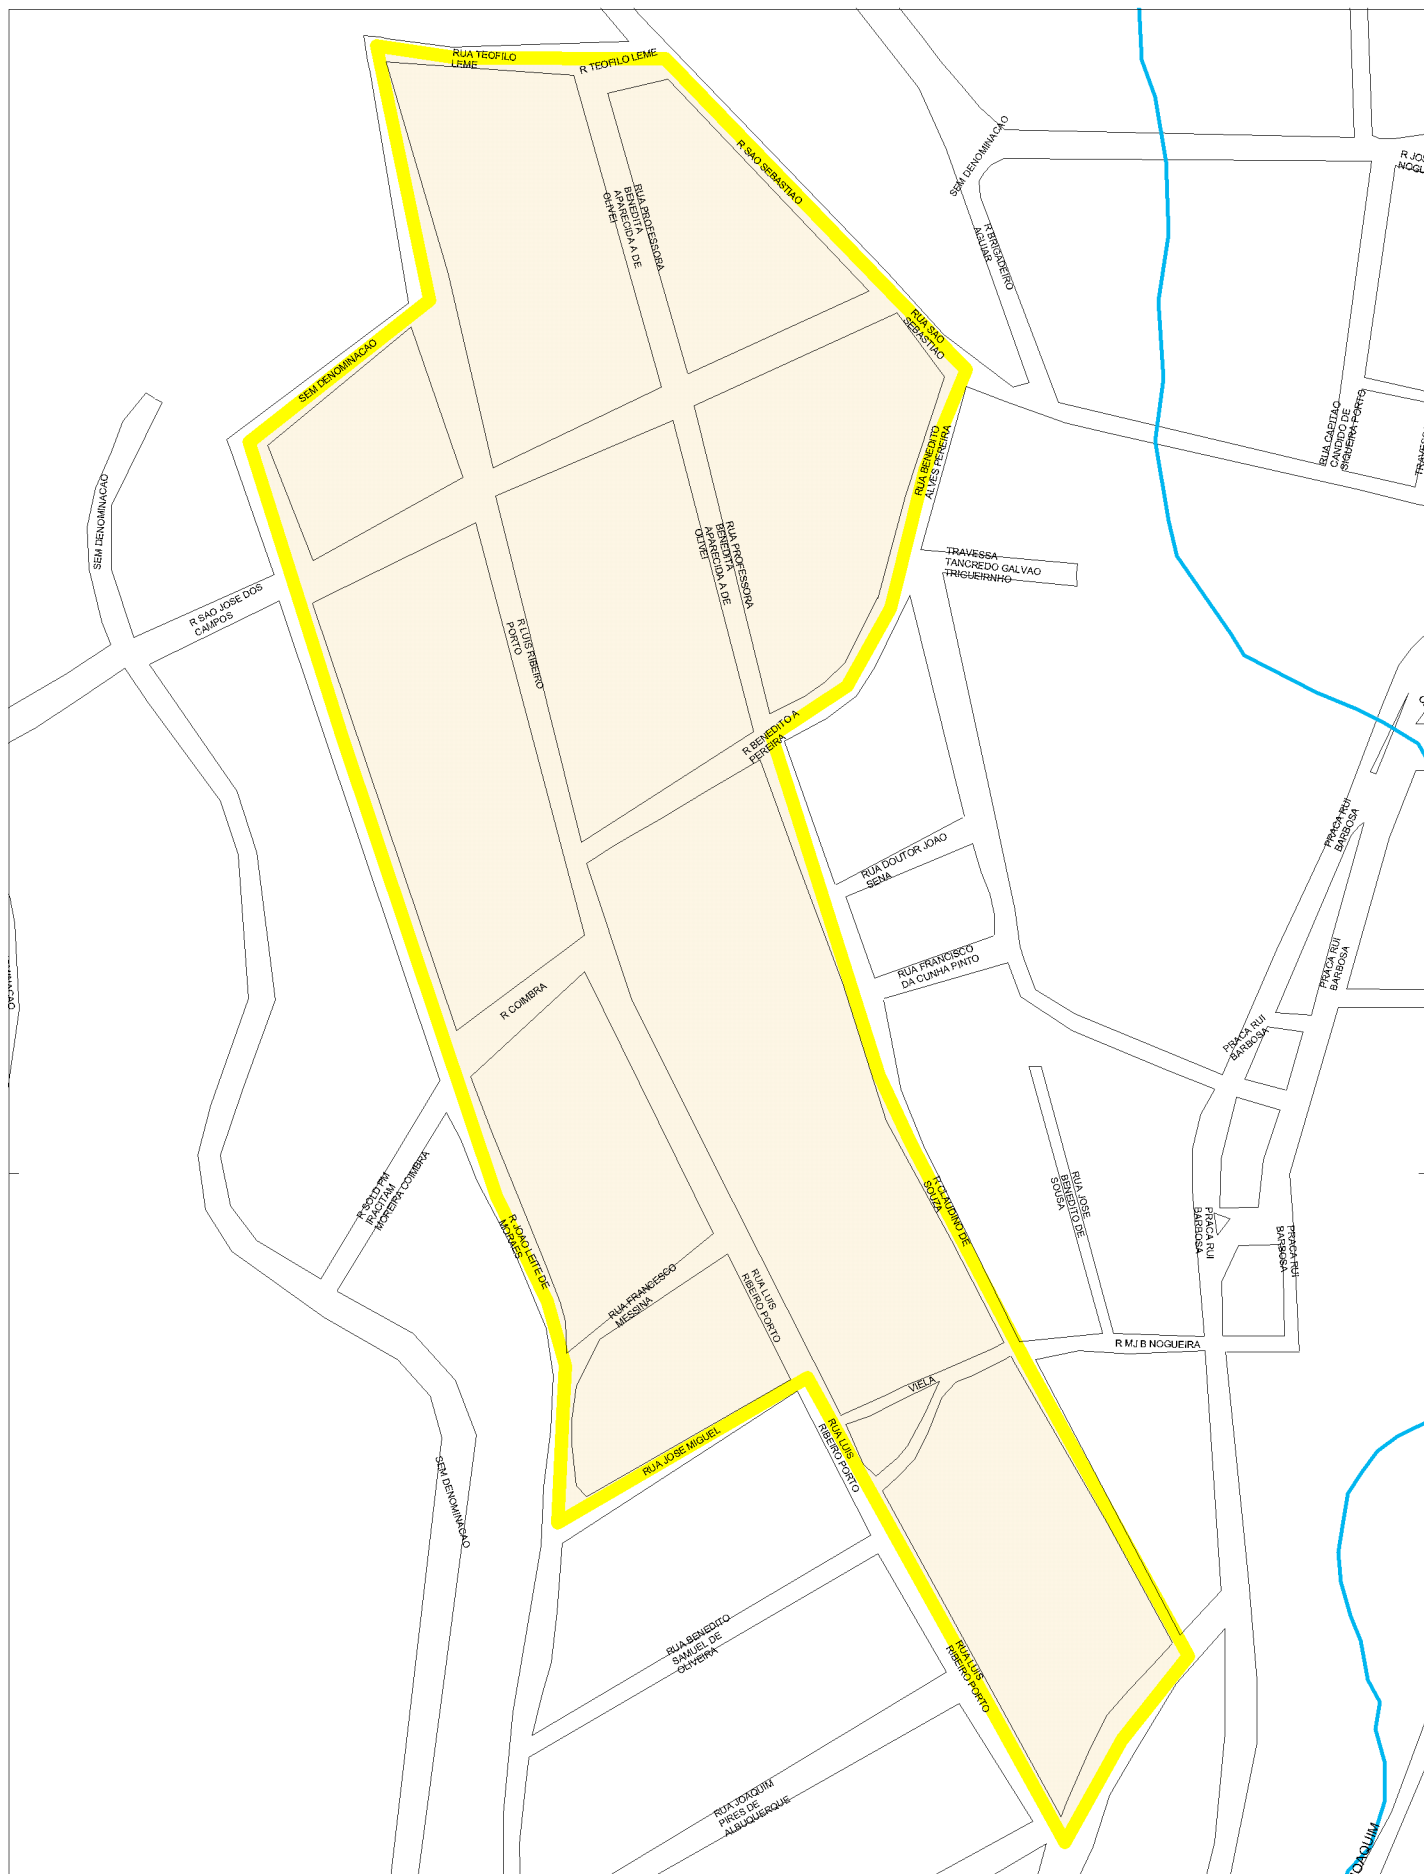 RUA TEOFILO
LEME
R TEOFILO LEME
R SAO SEBASTIAO
SEM DENOMINACAO
R JOS
NOGU
RUA PROFESSORA
BENEDITA
APARECIDA A DE
OLIVEI
R BRIGADEIRO
AGUIAR
RUA SAO
SEBASTIAO
SEM DENOMINACAO
RUA CAPITAO
CANDIDO DE
SIQUEIRA PORTO
TRAVESS
RUA BENEDITO
ALVES PEREIRA
SEM DENOMINACAO
RUA PROFESSORA
BENEDITA
APARECIDA A DE
OLIVEI
TRAVESSA
TANCREDO GALVAO
TRIGUEIRNHO
R SAO JOSE DOS
CAMPOS
R LUIS RIBEIRO
PORTO
R BENEDITO A
PEREIRA
PRACA RUI
BARBOSA
RUA DOUTOR JOAO
SENA
RUA FRANCISCO
DA CUNHA PINTO
PRACA RUI
BARBOSA
R COIMBRA
PRACA RUI
BARBOSA
R SOLD PM
IRACITAM
MOREIRA COIMBRA
R JOAO LEITE DE
MORAES
R CLAUDINO DE
SOUZA
RUA JOSE
BENEDITO DE
SOUSA
PRACA RUI
BARBOSA
PRACA RUI
BARBOSA
RUA FRANCESCO
MESSINA
RUA LUIS
RIBEIRO PORTO
R MJ B NOGUEIRA
VIELA
RUA JOSE MIGUEL
RUA LUIS
RIBEIRO PORTO
SEM DENOMINACAO
RUA BENEDITO
SAMUEL DE
OLIVEIRA
RUA LUIS
RIBEIRO PORTO
RUA JOAQUIM
PIRES DE
ALBUQUERQUE
OAQUIM